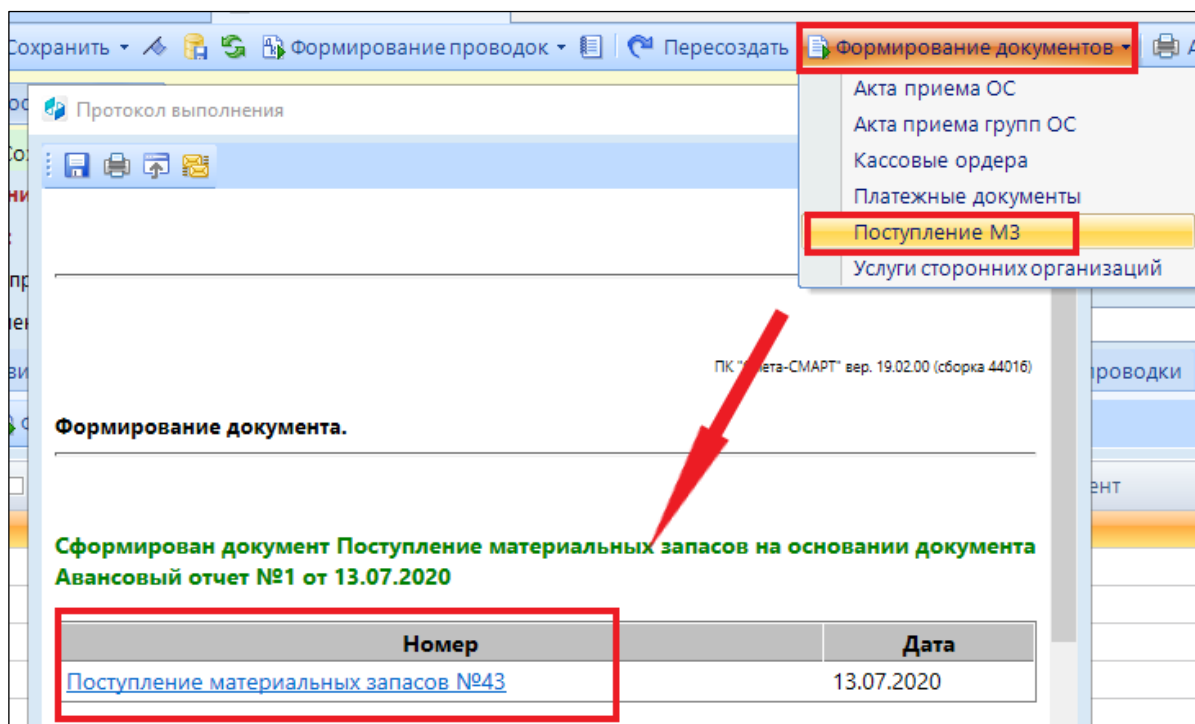 Сохранить
Формирование проводок
Пересоздать
Формирование документов
Акта приема ОС
Акта приема групп ОС
Кассовые ордера
Платежные документы
Поступление МЗ
Услуги сторонних организаций
Протокол выполнения
ПК "Смета-СМАРТ" вер. 19.02.00 (сборка 44016)
проводки
Формирование документа.
Сформирован документ Поступление материальных запасов на основании документа
Авансовый отчет №1 от 13.07.2020
Номер Дата
Поступление материальных запасов №43 13.07.2020